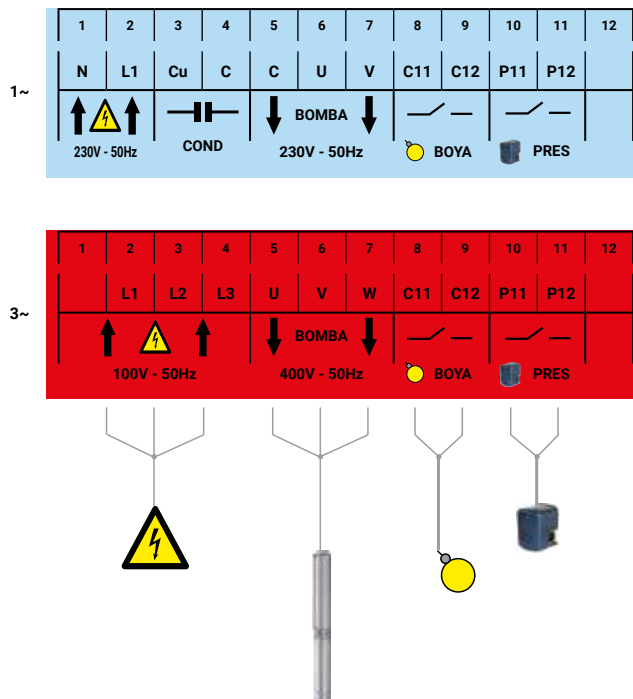 1 2 3 4 5 6 7 8 9 10 11 12
N L1 Cu C C U V C11 C12 P11 P12
1~
BOMBA
230V - 50Hz COND 230V - 50Hz BOYA PRES
1 2 3 4 5 6 7 8 9 10 11 12
L1 L2 L3 U V W C11 C12 P11 P12
3~
BOMBA
100V - 50Hz 400V - 50Hz BOYA PRES